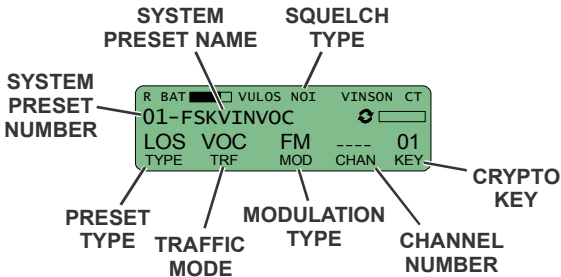 SYSTEM
PRESET NAME
SQUELCH
TYPE
SYSTEM
PRESET
NUMBER
R BAT VULOS NOI VINSON CT
01-FSKVINVOC
LOS VOC FM ---- 01
TYPE TRF MOD CHAN KEY
CRYPTO
KEY
PRESET
TYPE
TRAFFIC
MODE
MODULATION
TYPE
CHANNEL
NUMBER